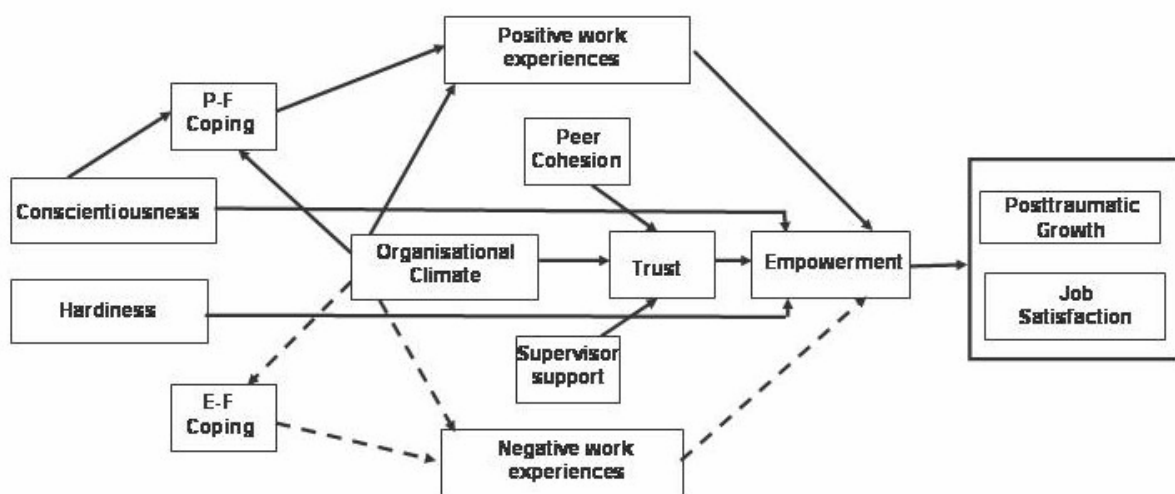 Positive work
experiences
P-F
Coping
Peer
Cohesion
Conscientiousness
Posttraumatic
Growth
Organisational
Climate
Trust
Empowerment
Hardiness
Job
Satisfaction
Supervisor
support
E-F
Coping
Negative work
experiences